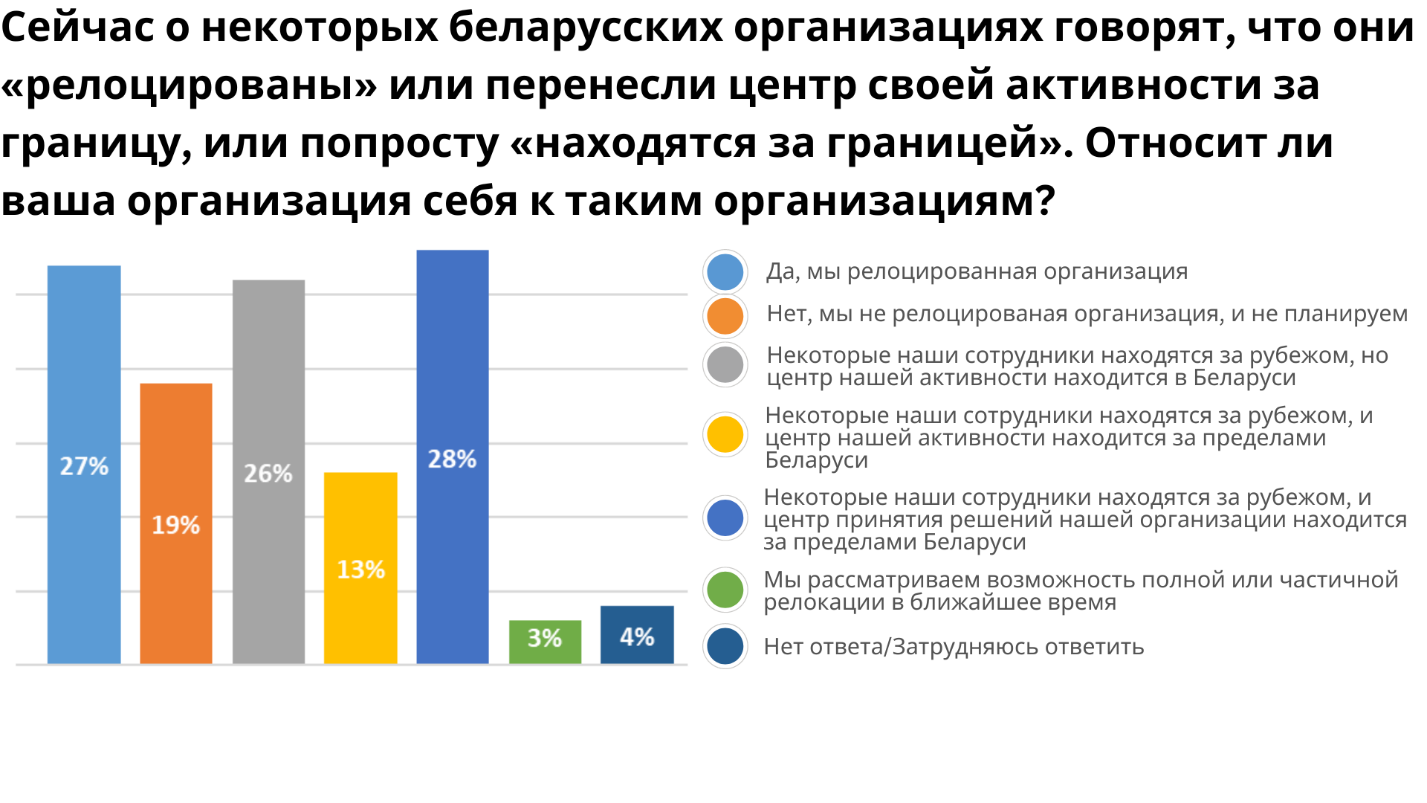 Сейчас о некоторых беларусских организациях говорят, что они
«релоцированы» или перенесли центр своей активности за
границу, или попросту «находятся за границей». Относит ли
ваша организация себя к таким организациям?
27%
19%
26%
13%
28%
3%
4%
Да, мы релоцированная организация
Нет, мы не релоцированая организация, и не планируем
Некоторые наши сотрудники находятся за рубежом, но
центр нашей активности находится в Беларуси
Некоторые наши сотрудники находятся за рубежом, и
центр нашей активности находится за пределами
Беларуси
Некоторые наши сотрудники находятся за рубежом, и
центр принятия решений нашей организации находится
за пределами Беларуси
Мы рассматриваем возможность полной или частичной
релокации в ближайшее время
Нет ответа/Затрудняюсь ответить